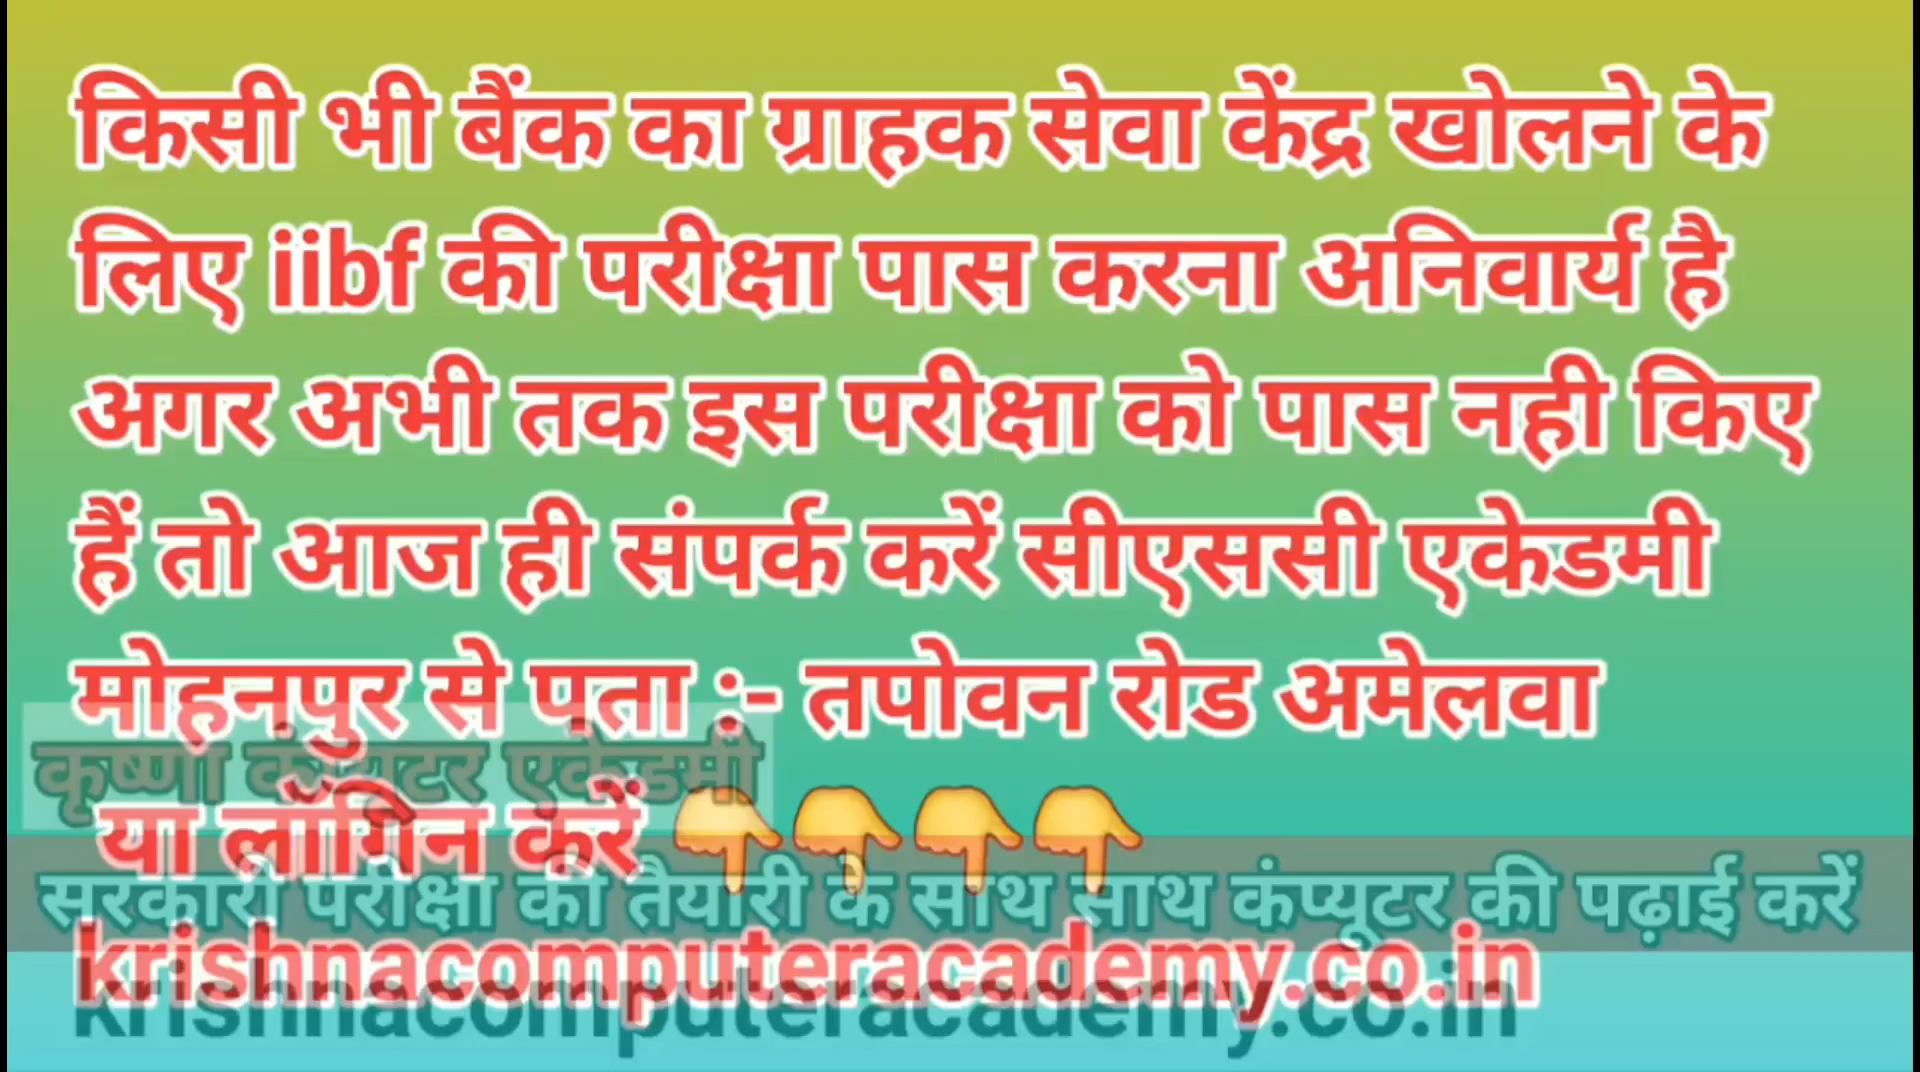 किसी भी बैंक का ग्राहक सेवा केंद्र खोलने के
लिए iibf की परीक्षा पास करना अनिवार्य है
अगर अभी तक इस परीक्षा को पास नही किए
हैं तो आज ही संपर्क करें सीएससी एकेडमी
मोहनपुर से पता :- तपोवन रोड अमेलवा
कृष्णा कंप्यूटर एकेडमी
या लॉगिन करें 👇👇👇👇
सरकारी परीक्षा की तैयारी के साथ साथ कंप्यूटर की पढ़ाई करें
krishnacomputeracademy.co.in
krishnacomputeracademy.co.in